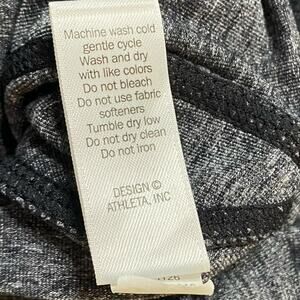 Machine wash cold
gentle cycle
Wash and dry
with like colors
Do not bleach
Do not use fabric
softeners
Tumble dry low
Do not dry clean
Do not iron
DESIGN ©
ATHLETA, INC